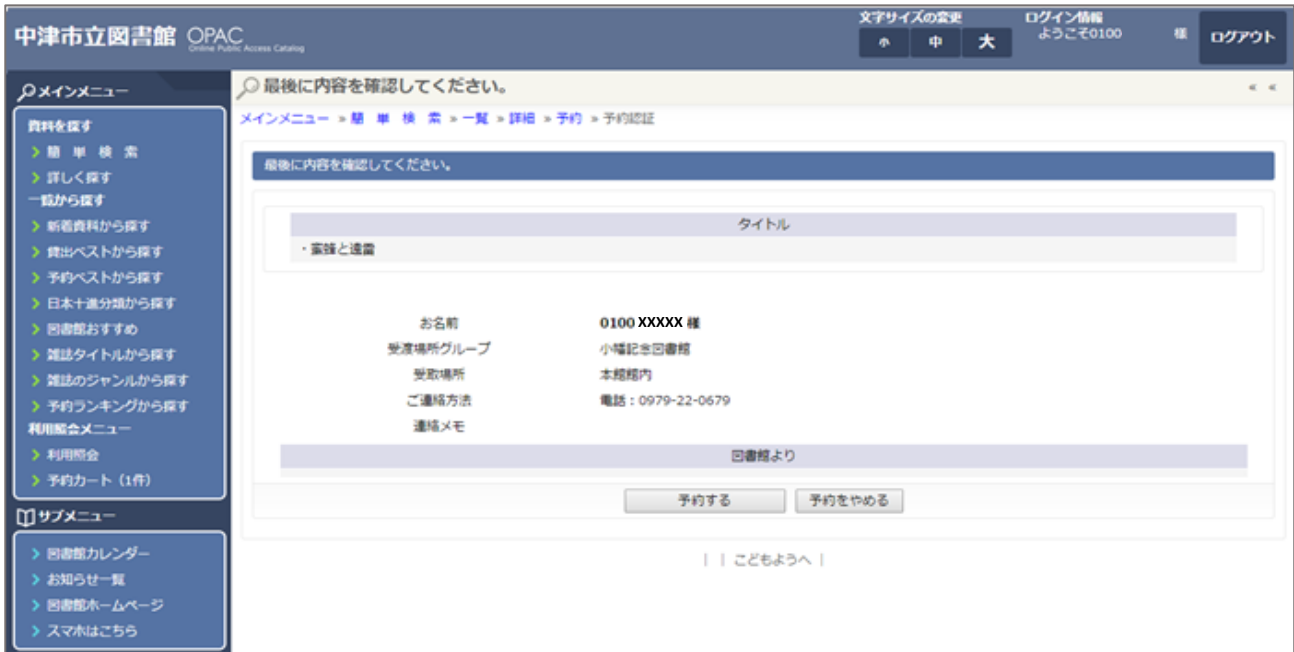 中津市立図書館 OPAC
Online Public Access Catalog
文字サイズの変更
小 中 大
ログイン情報
ようこそ0100 様
ログアウト
メインメニュー
資料を探す
簡 単 検 索
詳しく探す
一覧から探す
新着資料から探す
貸出ベストから探す
予約ベストから探す
日本十進分類から探す
図書館おすすめ
雑誌タイトルから探す
雑誌のジャンルから探す
予約ランキングから探す
利用照会メニュー
利用照会
予約カート（1件）
サブメニュー
図書館カレンダー
お知らせ一覧
図書館ホームページ
スマホはこちら
最後に内容を確認してください。
« «
メインメニュー » 簡 単 検 索 » 一覧 » 詳細 » 予約 » 予約認証
最後に内容を確認してください。
タイトル
・蜜蜂と遠雷
お名前 0100 XXXXX 様
受渡場所グループ 小幡記念図書館
受取場所 本館館内
ご連絡方法 電話：0979-22-0679
連絡メモ
図書館より
予約する 予約をやめる
| | こどもようへ |